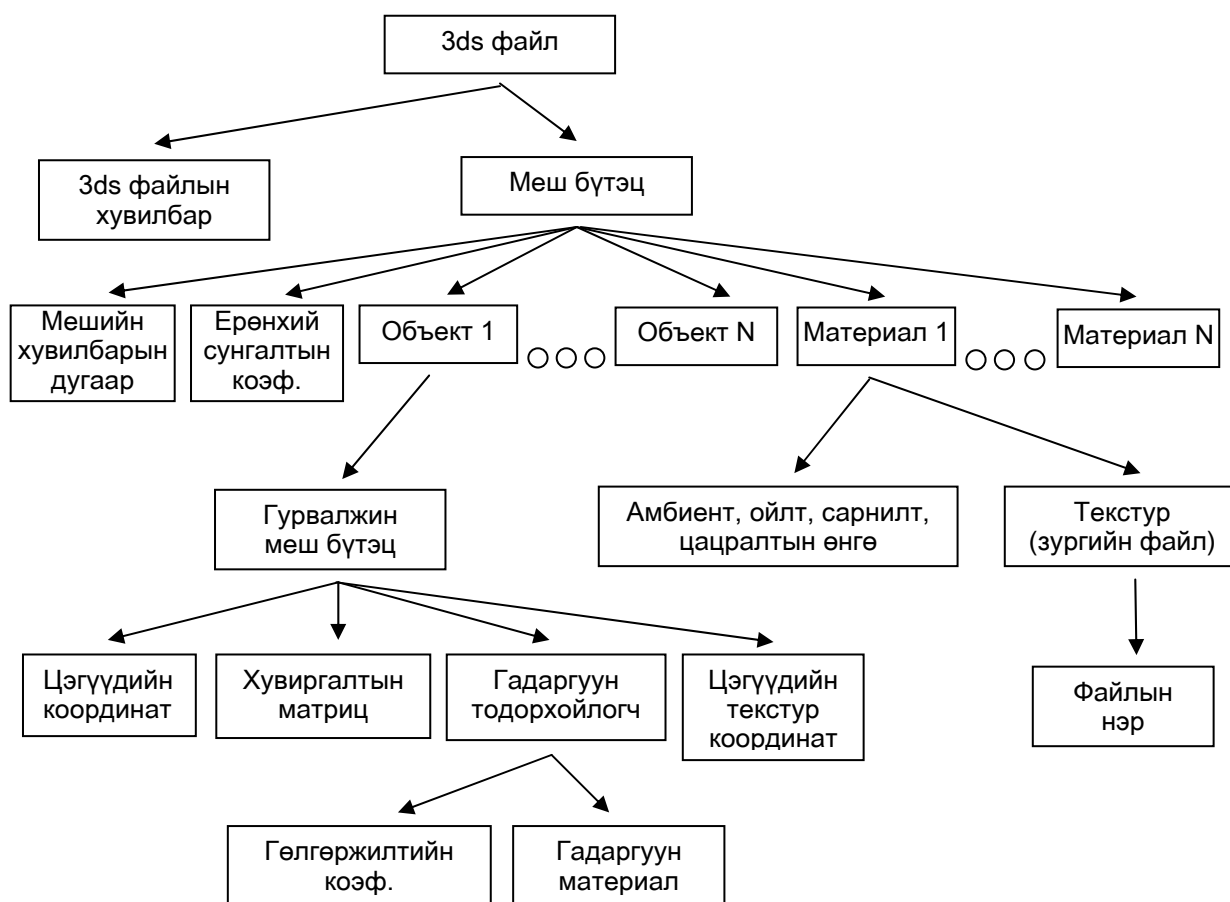 3ds файл
3ds файлын
хувилбар
Меш бүтэц
Мешийн
хувилбарын
дугаар
Ерөнхий
сунгалтын
коэф.
Объект 1
Объект N
Материал 1
Материал N
Гурвалжин
меш бүтэц
Амбиент, ойлт, сарнилт,
цацралтын өнгө
Текстур
(зургийн файл)
Цэгүүдийн
координат
Хувиргалтын
матриц
Гадаргуун
тодорхойлогч
Цэгүүдийн
текстур
координат
Файлын
нэр
Гөлгөржилтийн
коэф.
Гадаргуун
материал